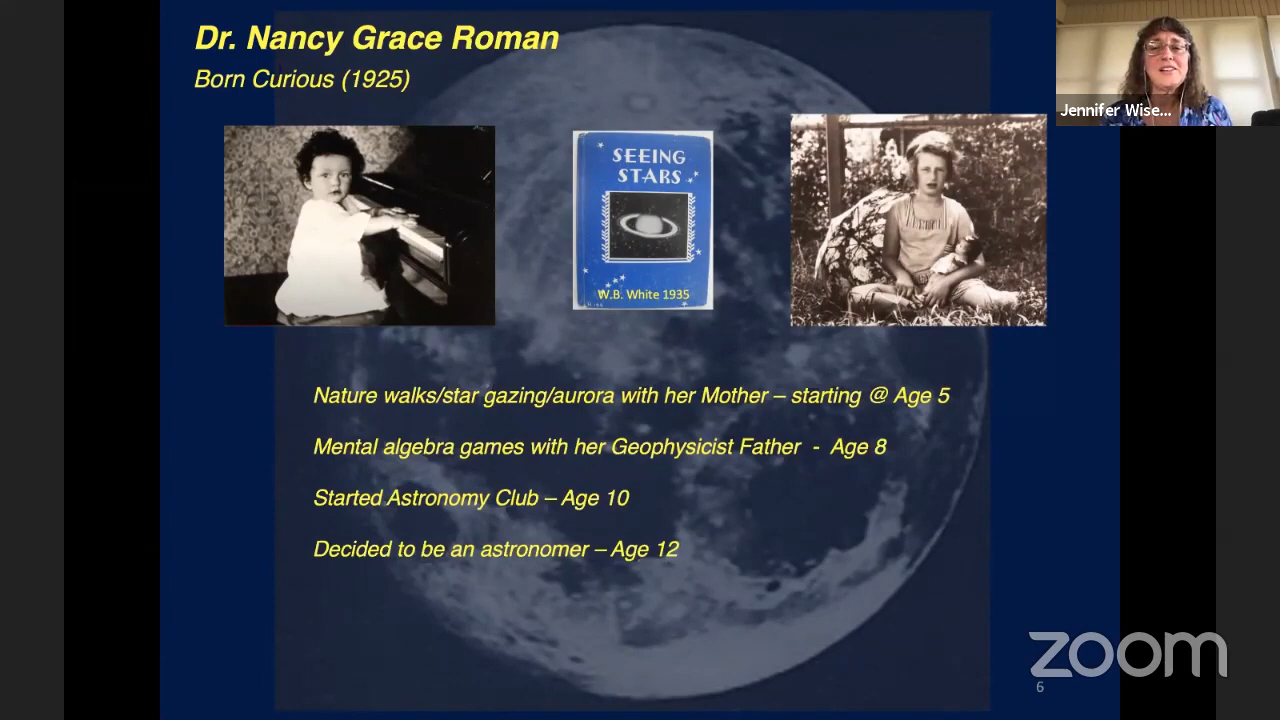 Dr. Nancy Grace Roman
Born Curious (1925)
Jennifer Wise...
SEEING
STARS
W.B. White 1935
Nature walks/star gazing/aurora with her Mother – starting @ Age 5
Mental algebra games with her Geophysicist Father - Age 8
Started Astronomy Club – Age 10
Decided to be an astronomer – Age 12
zoom
6